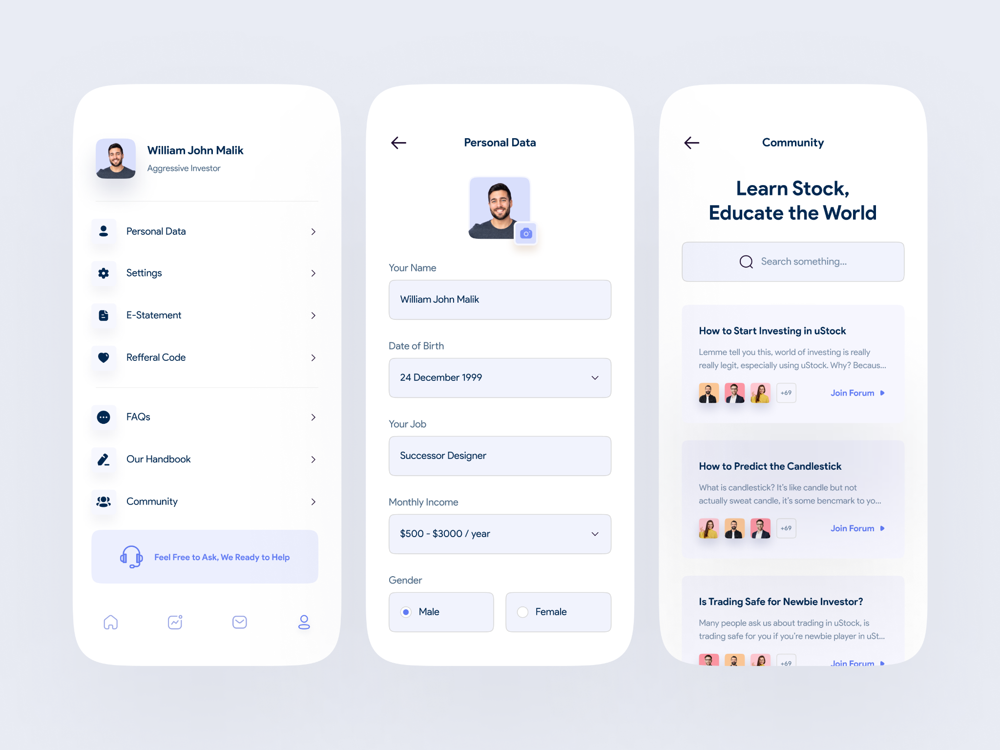 William John Malik
Aggressive Investor
Personal Data
Settings
E-Statement
Refferal Code
FAQs
Our Handbook
Community
Feel Free to Ask, We Ready to Help
Personal Data
Your Name
William John Malik
Date of Birth
24 December 1999
Your Job
Successor Designer
Monthly Income
$500 - $3000 / year
Gender
Male
Female
Community
Learn Stock,
Educate the World
Search something...
How to Start Investing in uStock
Lemme tell you this, world of investing is really
really legit, especially using uStock. Why? Becaus...
+69
Join Forum
How to Predict the Candlestick
What is candlestick? It's like candle but not
actually sweat candle, it's some bencmark to yo...
+69
Join Forum
Is Trading Safe for Newbie Investor?
Many people ask us about trading in uStock, is
trading safe for you if you're newbie player in uSt...
+69
Join Forum